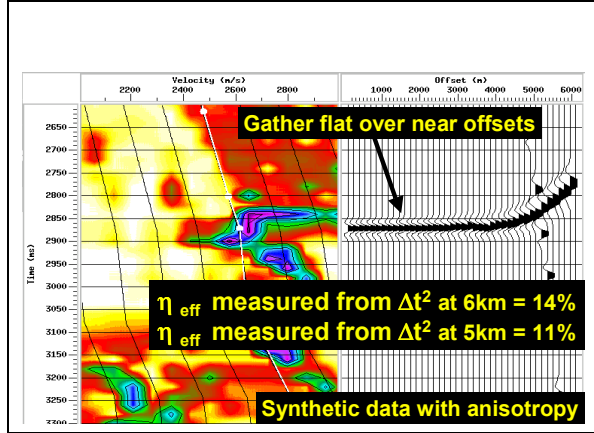 Velocity (m/s)
Offset (m)
2200 2400 2600 2800
1000 2000 3000 4000 5000 6000
Gather flat over near offsets
Time (ms)
2650
2700
2750
2800
2850
2900
2950
3000
3050
3100
3150
3200
3250
3300
η eff measured from Δt² at 6km = 14%
η eff measured from Δt² at 5km = 11%
Synthetic data with anisotropy